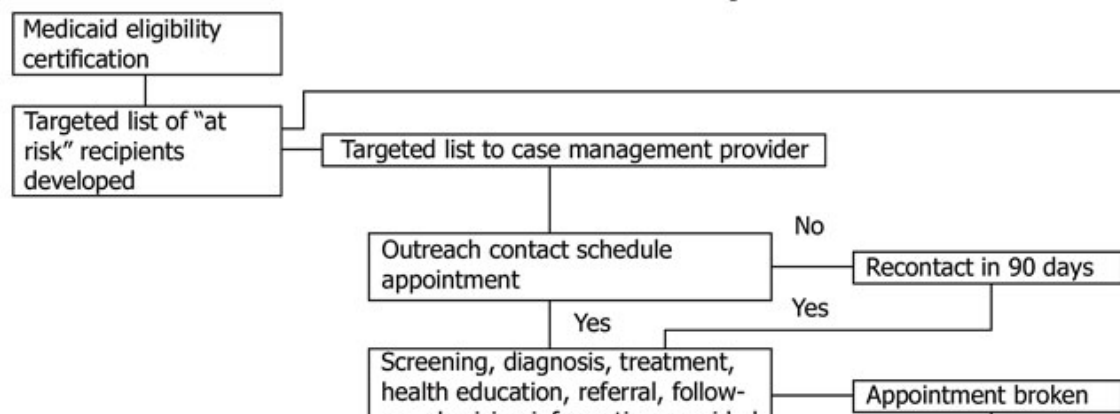 Medicaid eligibility
certification
Targeted list of “at
risk” recipients
developed
Targeted list to case management provider
No
Outreach contact schedule
appointment
Recontact in 90 days
Yes
Yes
Screening, diagnosis, treatment,
health education, referral, follow-
Appointment broken